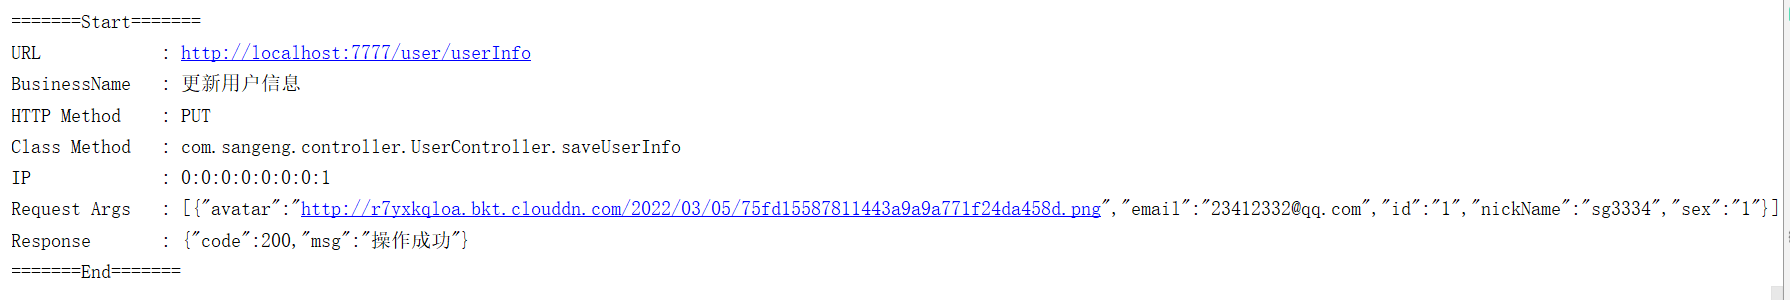 =======Start=======
URL : http://localhost:7777/user/userInfo
BusinessName : 更新用户信息
HTTP Method : PUT
Class Method : com.sangeng.controller.UserController.saveUserInfo
IP : 0:0:0:0:0:0:0:1
Request Args : [{"avatar":"http://r7yxkqloa.bkt.clouddn.com/2022/03/05/75fd15587811443a9a9a771f24da458d.png","email":"23412332@qq.com","id":"1","nickName":"sg3334","sex":"1"}]
Response : {"code":200,"msg":"操作成功"}
=======End=======